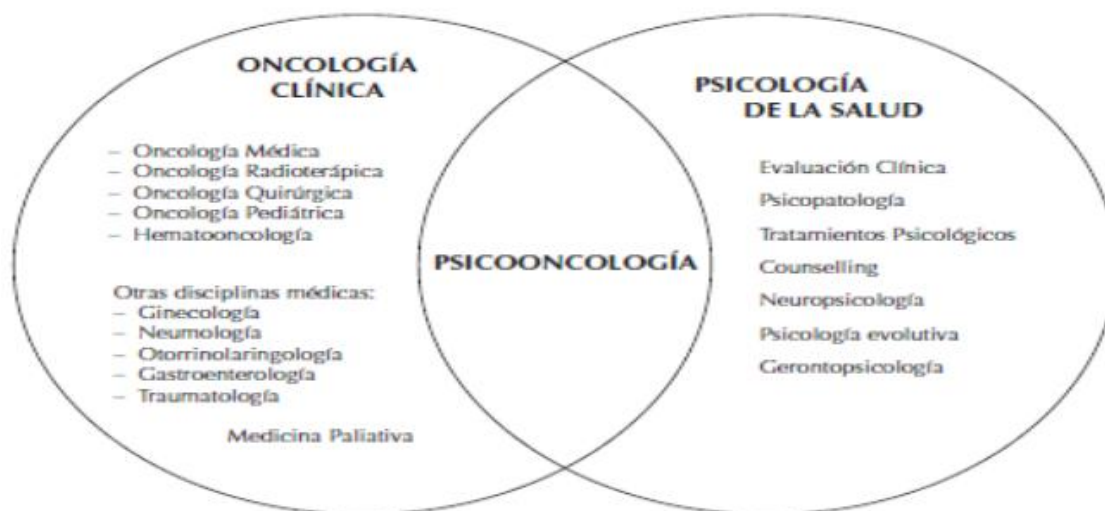 ONCOLOGÍA
CLÍNICA
– Oncología Médica
– Oncología Radioterápica
– Oncología Quirúrgica
– Oncología Pediátrica
– Hematooncología
Otras disciplinas médicas:
– Ginecología
– Neumología
– Otorrinolaringología
– Gastroenterología
– Traumatología
Medicina Paliativa
PSICOONCOLOGÍA
PSICOLOGÍA
DE LA SALUD
Evaluación Clínica
Psicopatología
Tratamientos Psicológicos
Counselling
Neuropsicología
Psicología evolutiva
Gerontopsicología